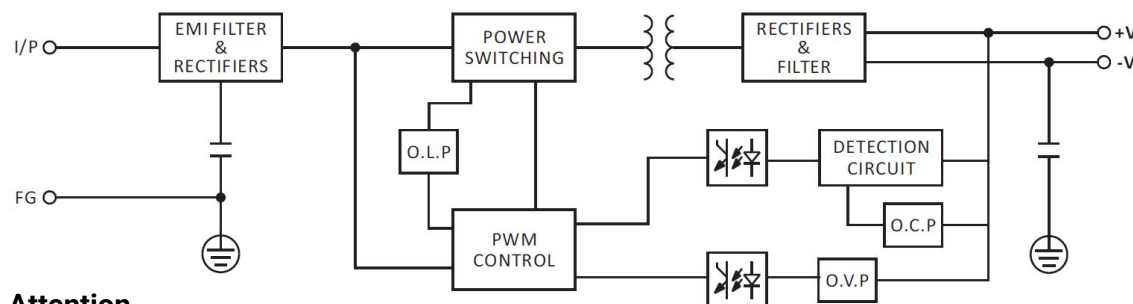 I/P
EMI FILTER
&
RECTIFIERS
POWER
SWITCHING
RECTIFIERS
&
FILTER
+V
-V
O.L.P
DETECTION
CIRCUIT
FG
O.C.P
PWM
CONTROL
O.V.P
Attention